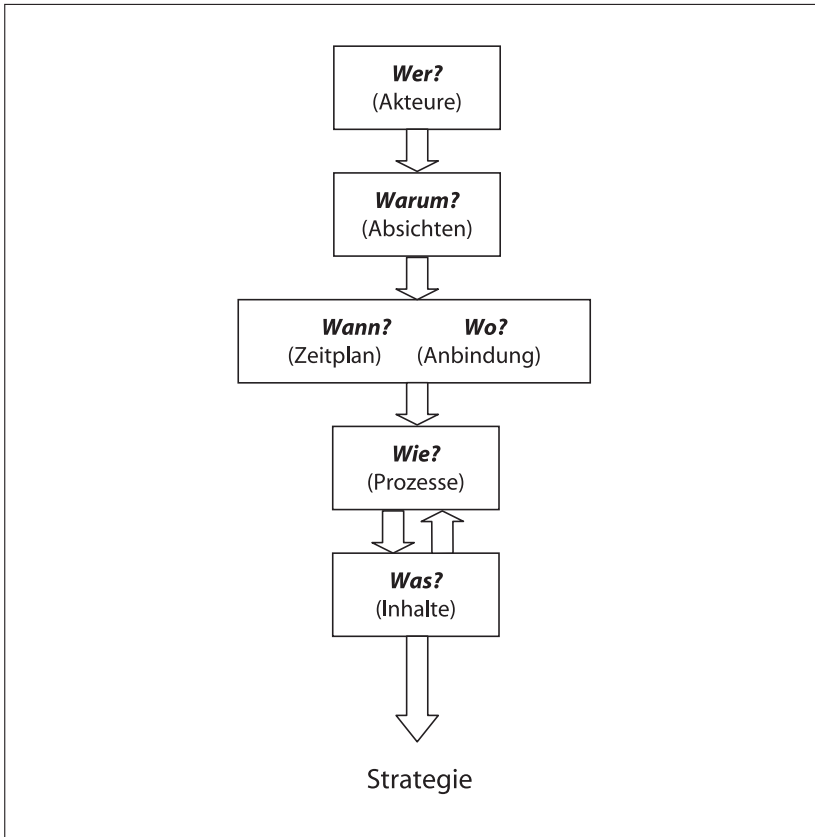 Wer?
(Akteure)
Warum?
(Absichten)
Wann? Wo?
(Zeitplan) (Anbindung)
Wie?
(Prozesse)
Was?
(Inhalte)
Strategie